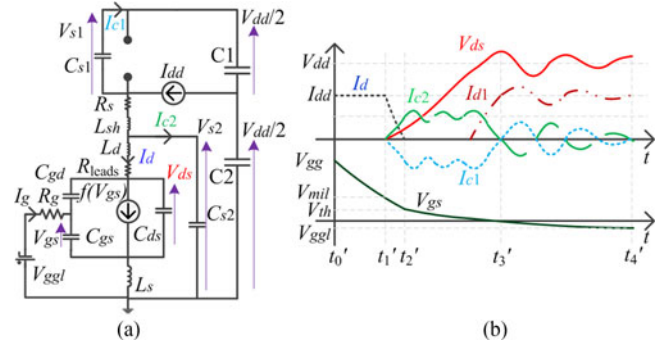 Ic1
Vs1
Cs1
Vdd/2
C1
Idd
Rs
Lsh
Ic2
Vs2
Vdd/2
Ld
Id
Rleads
C2
Cgd
f(Vgs)
Vds
Ig
Rg
Cs2
Vgs
Cgs
Cds
Vggl
Ls
(a)
Vdd
Vds
Idd
Id
Ic2
Id1
t
Vgg
Ic1
Vmil
Vth
Vgs
Vggl
t
t0' t1' t2' t3' t4'
(b)